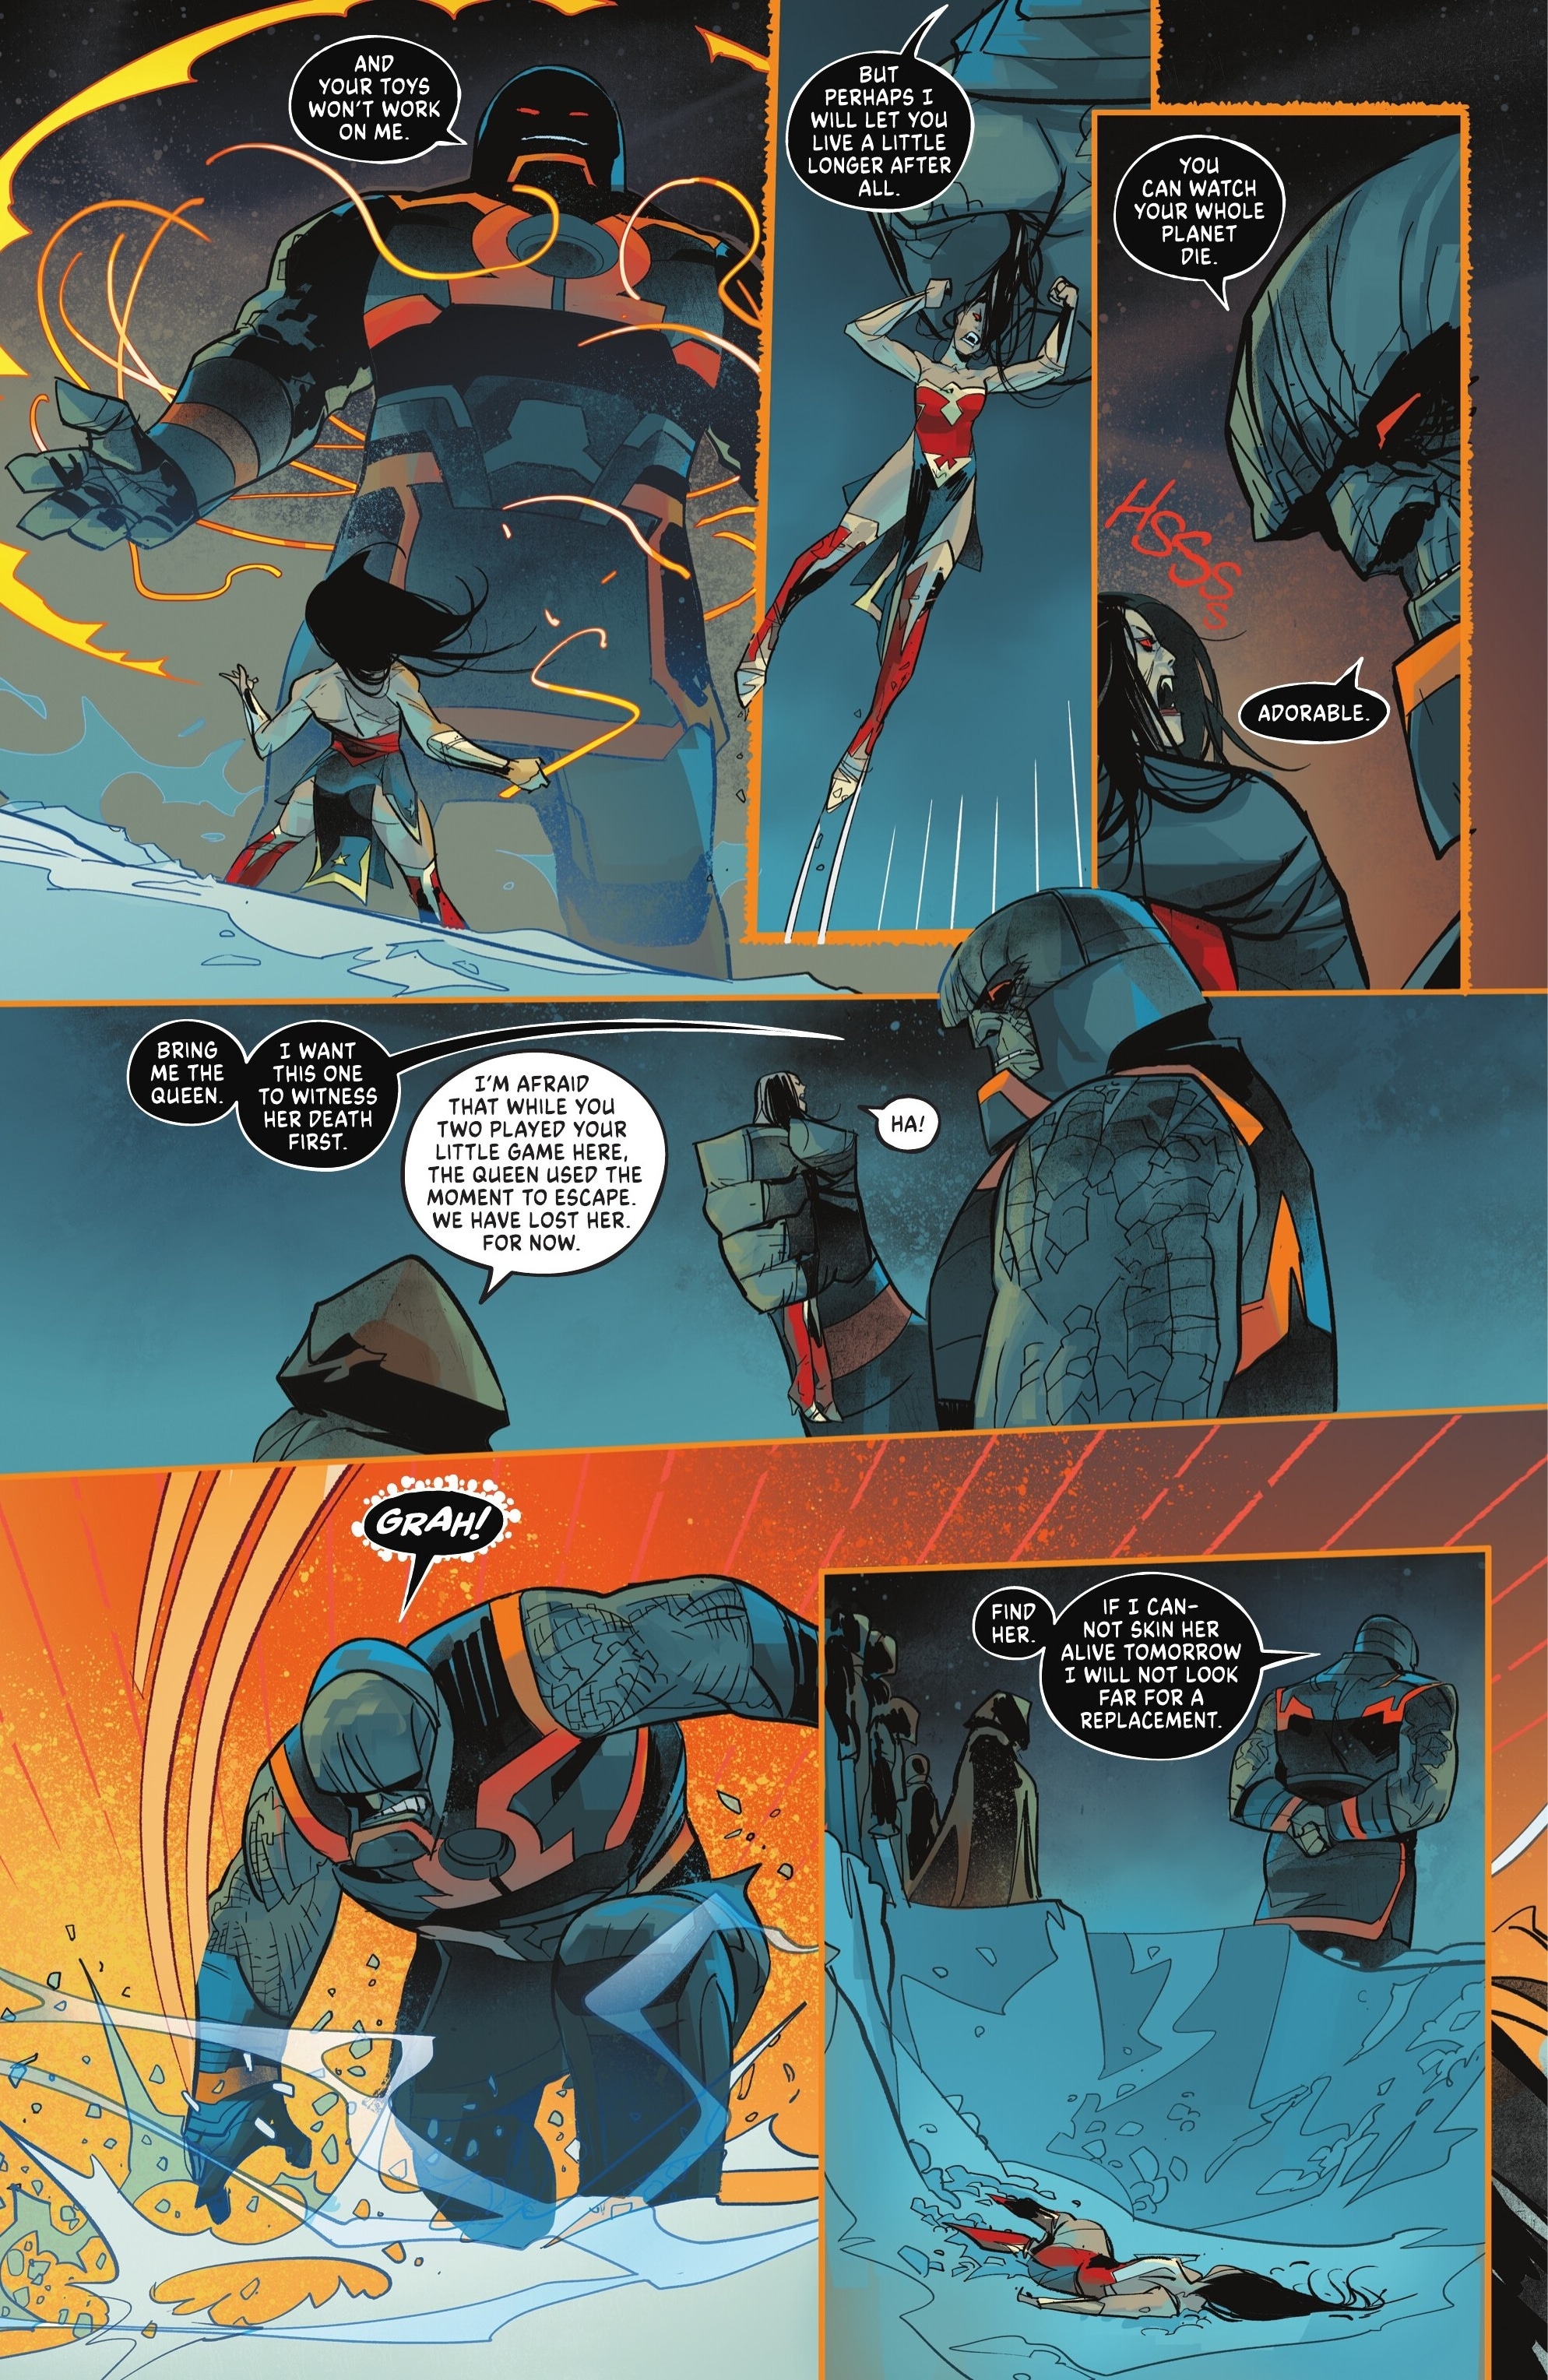 AND
YOUR TOYS
WON'T WORK
ON ME.
BUT
PERHAPS I
WILL LET YOU
LIVE A LITTLE
LONGER AFTER
ALL.
YOU
CAN WATCH
YOUR WHOLE
PLANET
DIE.
HSSSss
ADORABLE.
BRING
ME THE
QUEEN.
I WANT
THIS ONE
TO WITNESS
HER DEATH
FIRST.
I'M AFRAID
THAT WHILE YOU
TWO PLAYED YOUR
LITTLE GAME HERE,
THE QUEEN USED THE
MOMENT TO ESCAPE.
WE HAVE LOST HER.
FOR NOW.
HA!
GRAH!
FIND
HER.
IF I CAN-
NOT SKIN HER
ALIVE TOMORROW
I WILL NOT LOOK
FAR FOR A
REPLACEMENT.